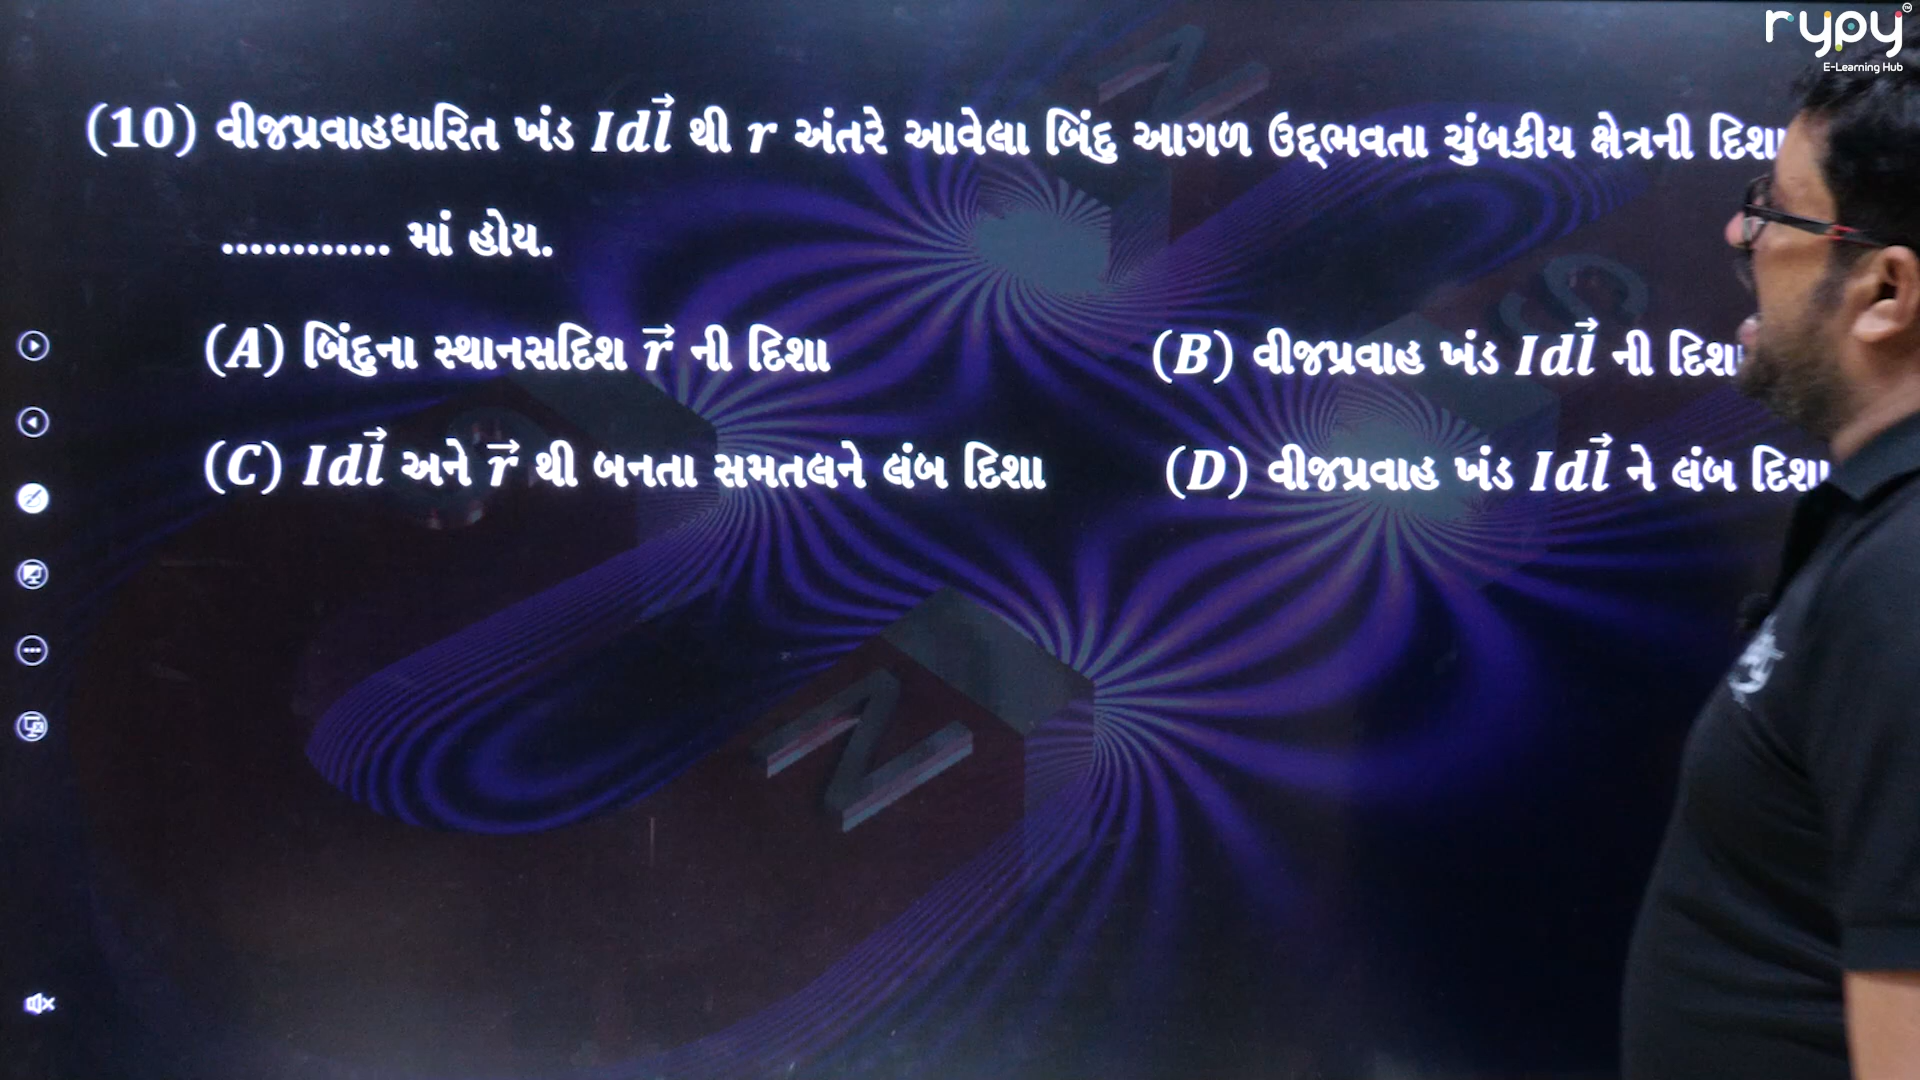 rypy
E-Learning Hub
(10) વીજપ્રવાહધારિત ખંડ $Id\vec{l}$ થી $r$ અંતરે આવેલા બિંદુ આગળ ઉદ્દ્ભવતા ચુંબકીય ક્ષેત્રની દિશા
............ માં હોય.
(A) બિંદુના સ્થાનસદિશ $\vec{r}$ ની દિશા (B) વીજપ્રવાહ ખંડ $Id\vec{l}$ ની દિશા
(C) $Id\vec{l}$ અને $\vec{r}$ થી બનતા સમતલને લંબ દિશા (D) વીજપ્રવાહ ખંડ $Id\vec{l}$ ને લંબ દિશા
N
S
N